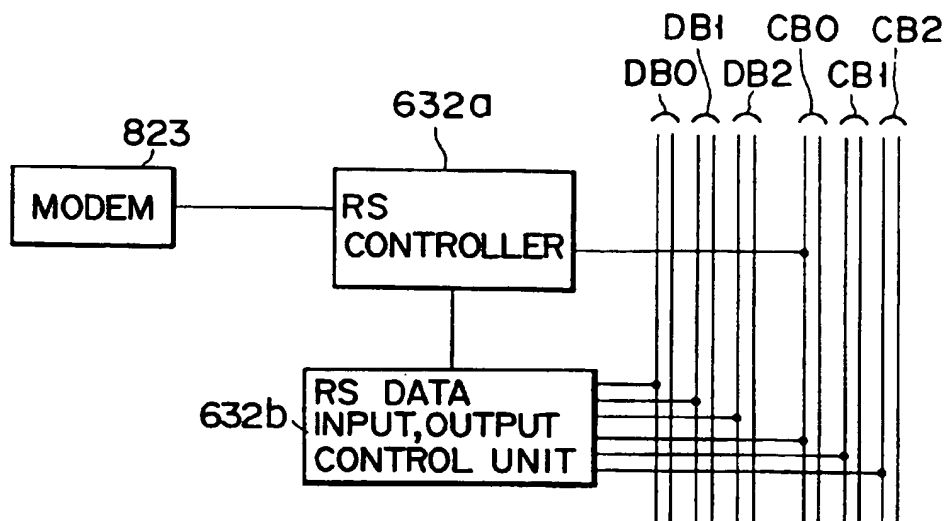 DB1 CB0 CB2
DB0 DB2 CB1
632a
823
MODEM
RS
CONTROLLER
632b
RS DATA
INPUT,OUTPUT
CONTROL UNIT